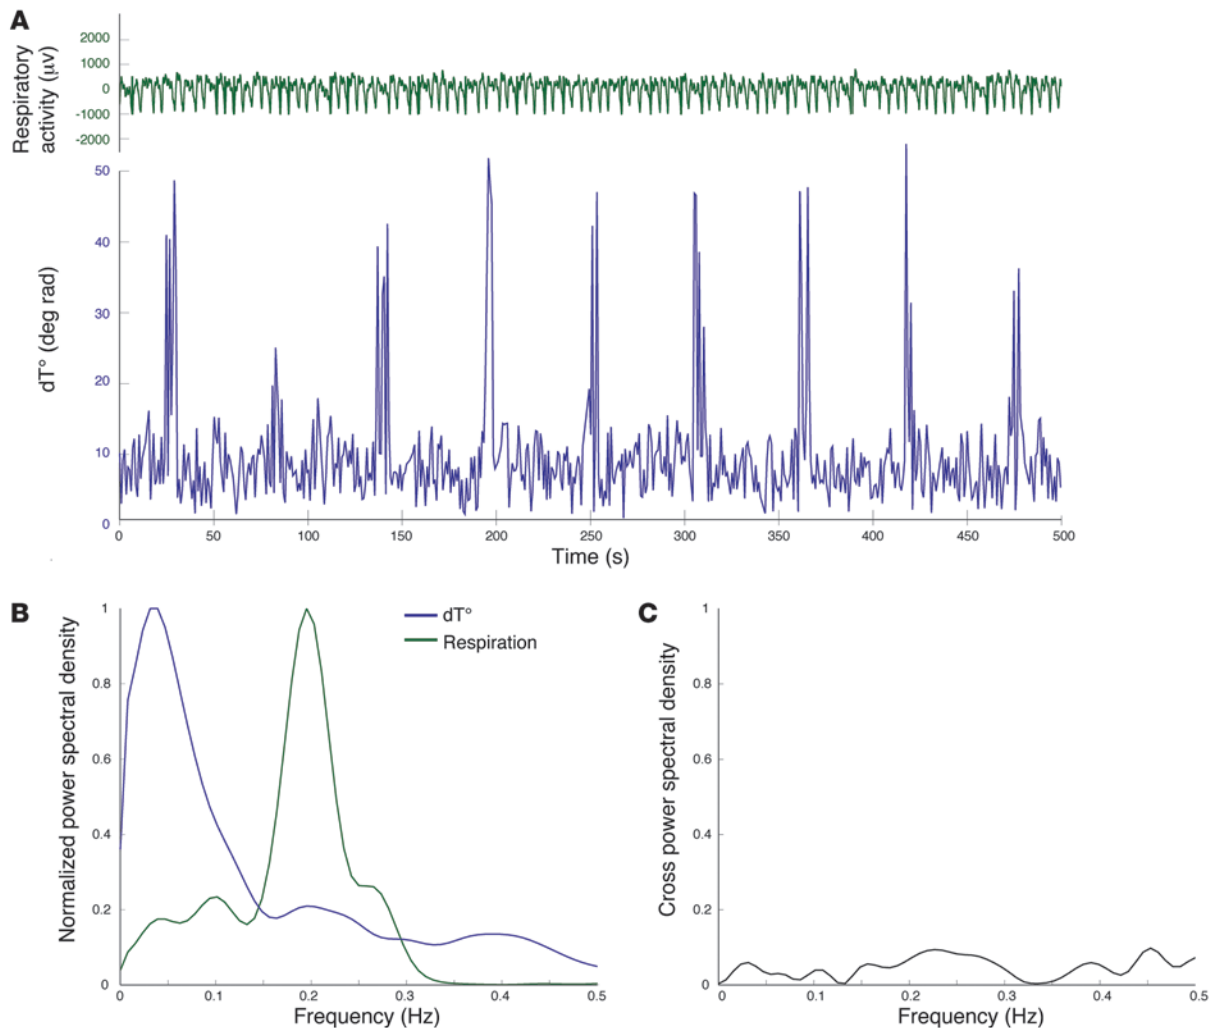 A
Respiratory
activity (μv)
2000
1000
0
-1000
-2000
dT° (deg rad)
50
40
30
20
10
0
0 50 100 150 200 250 300 350 400 450 500
Time (s)
B
Normalized power spectral density
1
0.8
0.6
0.4
0.2
0
0 0.1 0.2 0.3 0.4 0.5
Frequency (Hz)
dT°
Respiration
C
Cross power spectral density
1
0.8
0.6
0.4
0.2
0
0 0.1 0.2 0.3 0.4 0.5
Frequency (Hz)